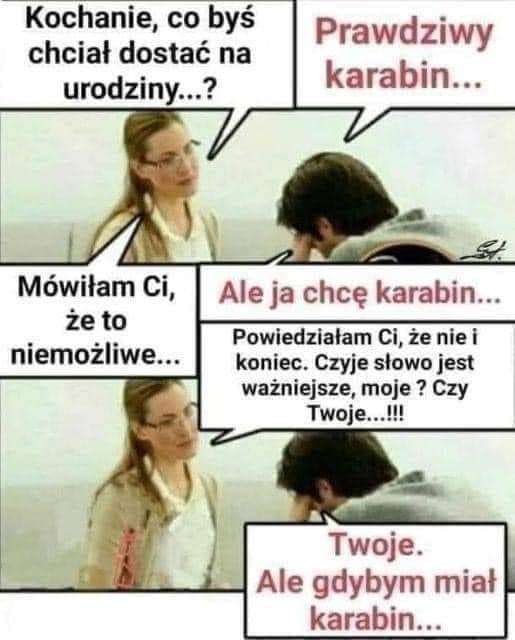 Kochanie, co byś
chciał dostać na
urodziny...?
Prawdziwy
karabin...
Mówiłam Ci,
że to
niemożliwe...
Ale ja chcę karabin...
Powiedziałam Ci, że nie i
koniec. Czyje słowo jest
ważniejsze, moje ? Czy
Twoje...!!!
Twoje.
Ale gdybym miał
karabin...